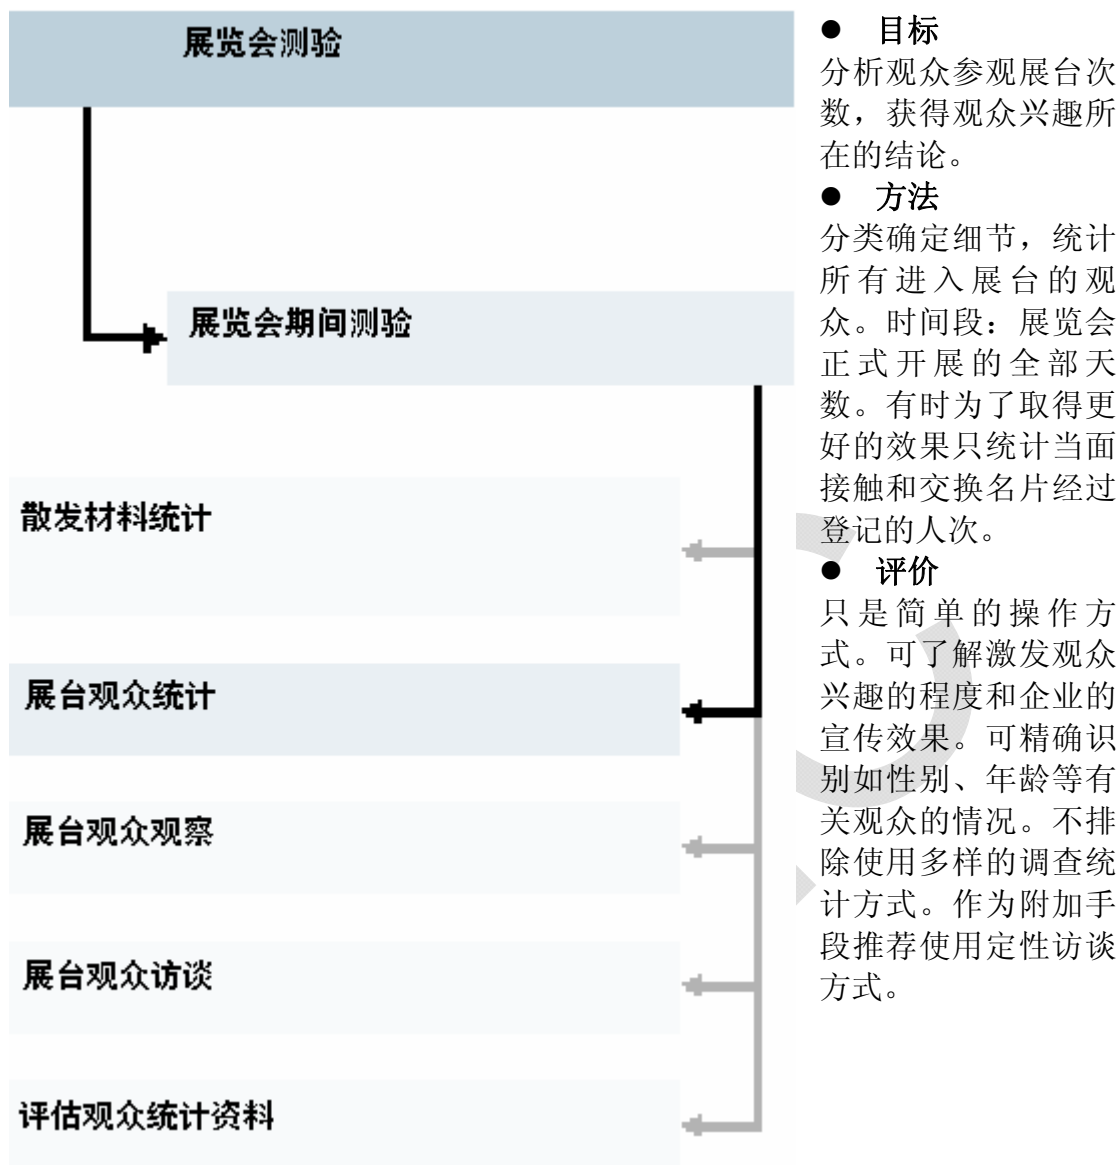 展览会测验
展览会期间测验
散发材料统计
展台观众统计
展台观众观察
展台观众访谈
评估观众统计资料
● 目标
分析观众参观展台次
数，获得观众兴趣所
在的结论。
● 方法
分类确定细节，统计
所有进入展台的观
众。时间段：展览会
正式开展的全部天
数。有时为了取得更
好的效果只统计当面
接触和交换名片经过
登记的人次。
● 评价
只是简单的操作方
式。可了解激发观众
兴趣的程度和企业的
宣传效果。可精确识
别如性别、年龄等有
关观众的情况。不排
除使用多样的调查统
计方式。作为附加手
段推荐使用定性访谈
方式。